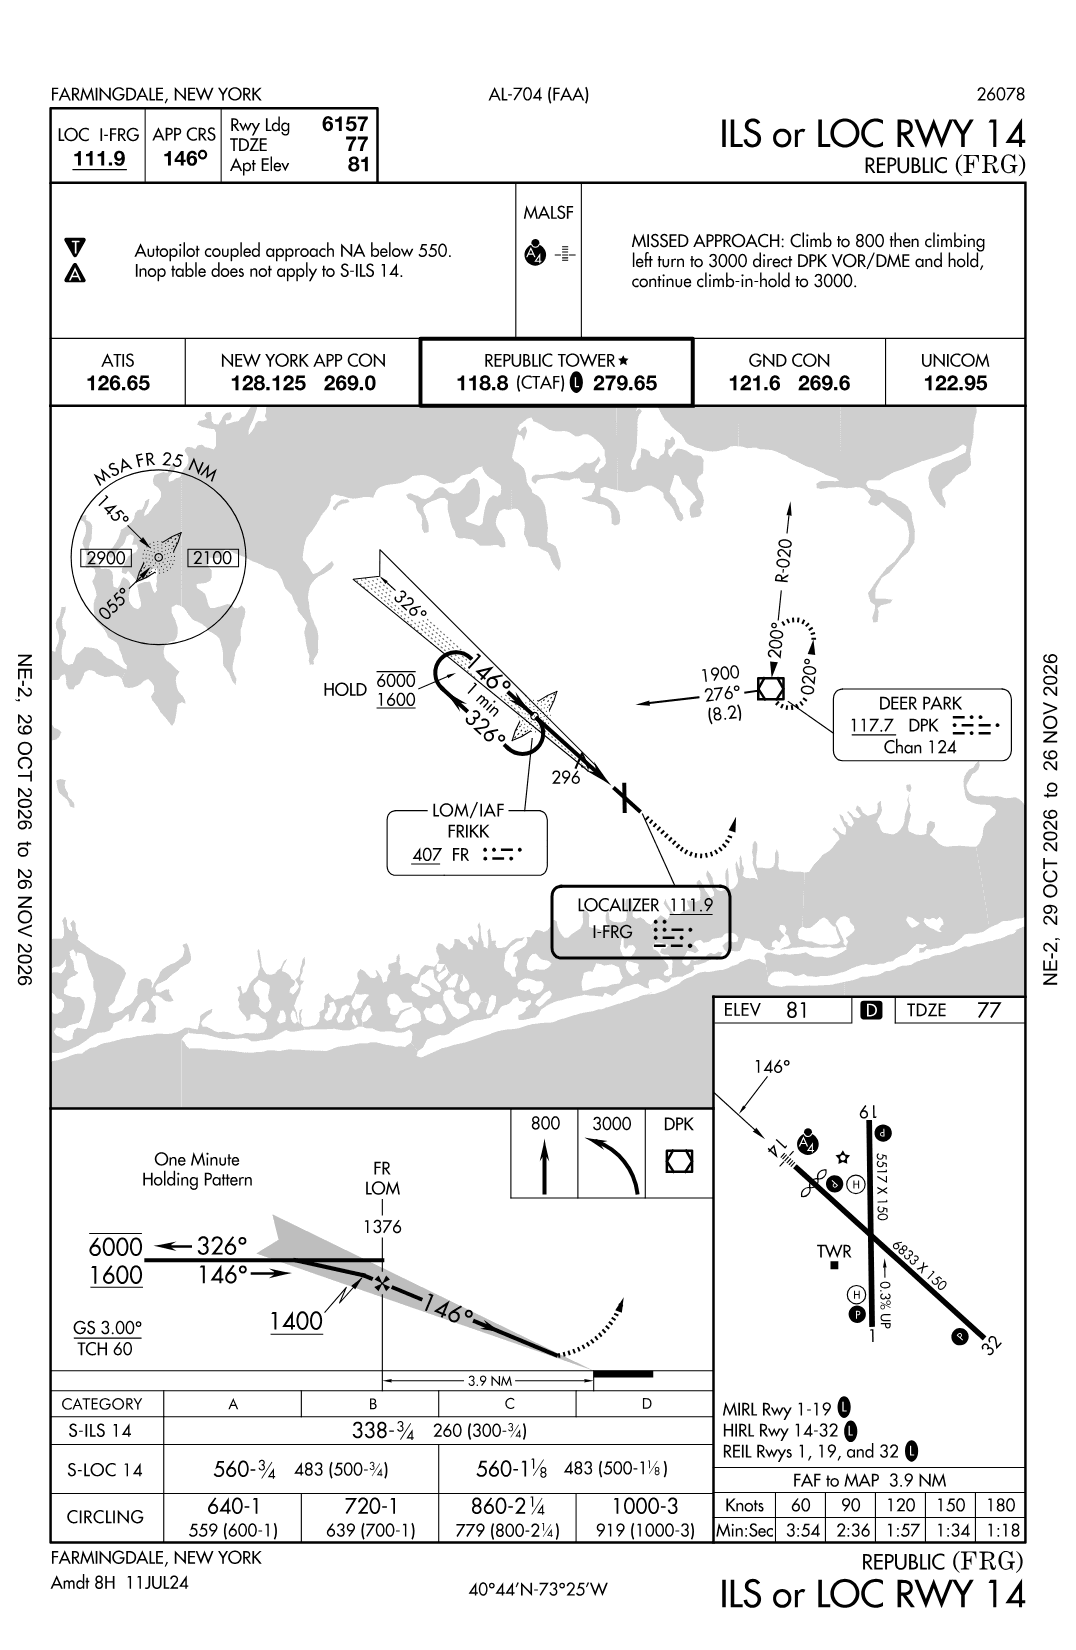 FARMINGDALE, NEW YORK
AL-704 (FAA)
26078
LOC I-FRG
111.9
APP CRS
146°
Rwy Ldg 6157
TDZE 77
Apt Elev 81
ILS or LOC RWY 14
REPUBLIC (FRG)
T
A
Autopilot coupled approach NA below 550.
Inop table does not apply to S-ILS 14.
MALSF
A4
MISSED APPROACH: Climb to 800 then climbing
left turn to 3000 direct DPK VOR/DME and hold,
continue climb-in-hold to 3000.
ATIS
126.65
NEW YORK APP CON
128.125 269.0
REPUBLIC TOWER★
118.8 (CTAF) L 279.65
GND CON
121.6 269.6
UNICOM
122.95
MSA FR 25 NM
145°
2900
2100
055°
326°
146°
1 min
326°
HOLD
6000
1600
296
LOM/IAF
FRIKK
407 FR
R-020
200°
020°
1900
276°
(8.2)
DEER PARK
117.7 DPK
Chan 124
LOCALIZER 111.9
I-FRG
NE-2, 29 OCT 2026 to 26 NOV 2026
NE-2, 29 OCT 2026 to 26 NOV 2026
ELEV 81
D
TDZE 77
146°
14
A4
19
P
5517 X 150
P
H
6833 X 150
TWR
0.3% UP
H
P
1
P
32
MIRL Rwy 1-19 L
HIRL Rwy 14-32 L
REIL Rwys 1, 19, and 32 L
FAF to MAP 3.9 NM
Knots 60 90 120 150 180
Min:Sec 3:54 2:36 1:57 1:34 1:18
800
3000
DPK
One Minute
Holding Pattern
FR
LOM
1376
6000
326°
1600
146°
1400
146°
GS 3.00°
TCH 60
3.9 NM
CATEGORY A B C D
S-ILS 14 338-¾ 260 (300-¾)
S-LOC 14 560-¾ 483 (500-¾) 560-1⅛ 483 (500-1⅛)
CIRCLING
640-1 720-1 860-2¼ 1000-3
559 (600-1) 639 (700-1) 779 (800-2¼) 919 (1000-3)
FARMINGDALE, NEW YORK
Amdt 8H 11JUL24
40°44'N-73°25'W
REPUBLIC (FRG)
ILS or LOC RWY 14